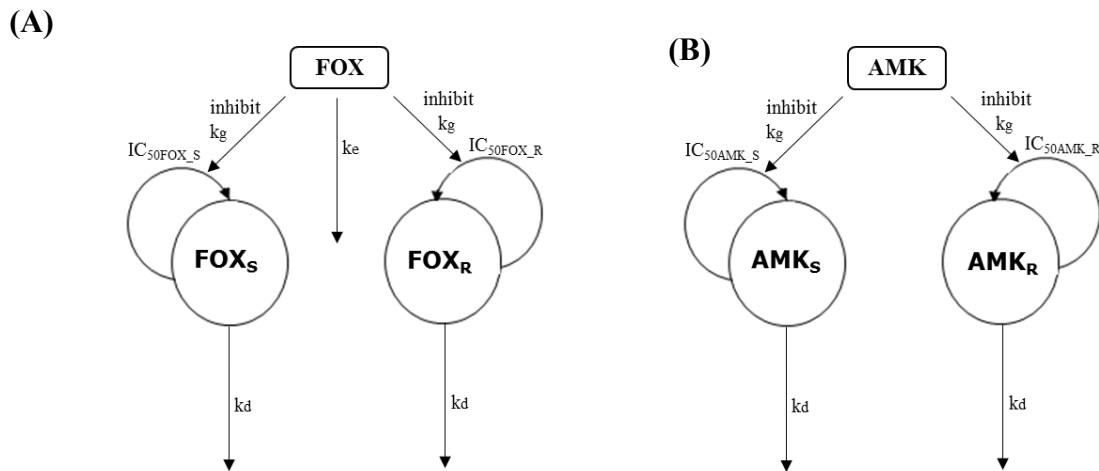 (A)
FOX
inhibit
kg
inhibit
kg
ke
IC50FOX_S
IC50FOX_R
FOXS
FOXR
kd
kd
(B)
AMK
inhibit
kg
inhibit
kg
IC50AMK_S
IC50AMK_R
AMKS
AMKR
kd
kd